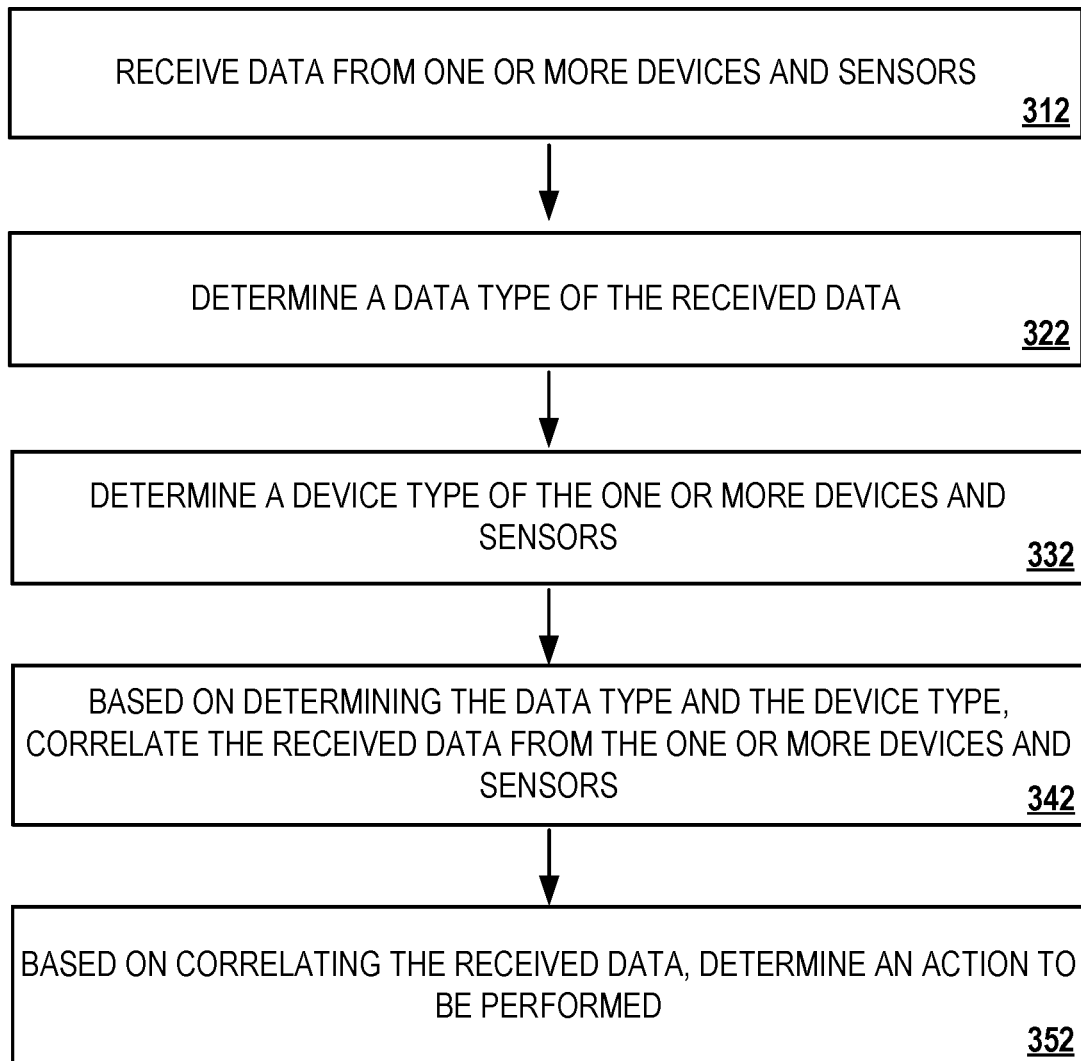 RECEIVE DATA FROM ONE OR MORE DEVICES AND SENSORS
312
DETERMINE A DATA TYPE OF THE RECEIVED DATA
322
DETERMINE A DEVICE TYPE OF THE ONE OR MORE DEVICES AND
SENSORS
332
BASED ON DETERMINING THE DATA TYPE AND THE DEVICE TYPE,
CORRELATE THE RECEIVED DATA FROM THE ONE OR MORE DEVICES AND
SENSORS
342
BASED ON CORRELATING THE RECEIVED DATA, DETERMINE AN ACTION TO
BE PERFORMED
352